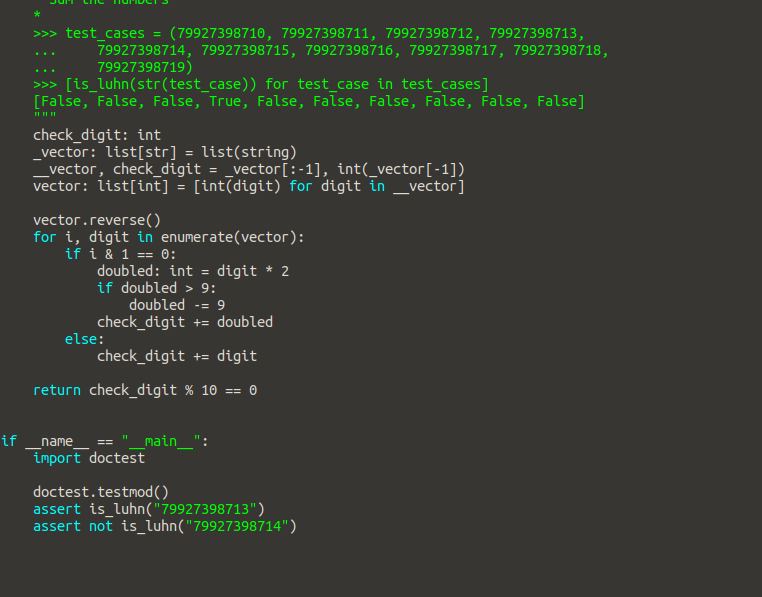 Sum the numbers
    *
    >>> test_cases = (79927398710, 79927398711, 79927398712, 79927398713,
    ...     79927398714, 79927398715, 79927398716, 79927398717, 79927398718,
    ...     79927398719)
    >>> [is_luhn(str(test_case)) for test_case in test_cases]
    [False, False, False, True, False, False, False, False, False, False]
    """
    check_digit: int
    _vector: list[str] = list(string)
    __vector, check_digit = _vector[:-1], int(_vector[-1])
    vector: list[int] = [int(digit) for digit in __vector]

    vector.reverse()
    for i, digit in enumerate(vector):
        if i & 1 == 0:
            doubled: int = digit * 2
            if doubled > 9:
                doubled -= 9
            check_digit += doubled
        else:
            check_digit += digit

    return check_digit % 10 == 0


if __name__ == "__main__":
    import doctest

    doctest.testmod()
    assert is_luhn("79927398713")
    assert not is_luhn("79927398714")